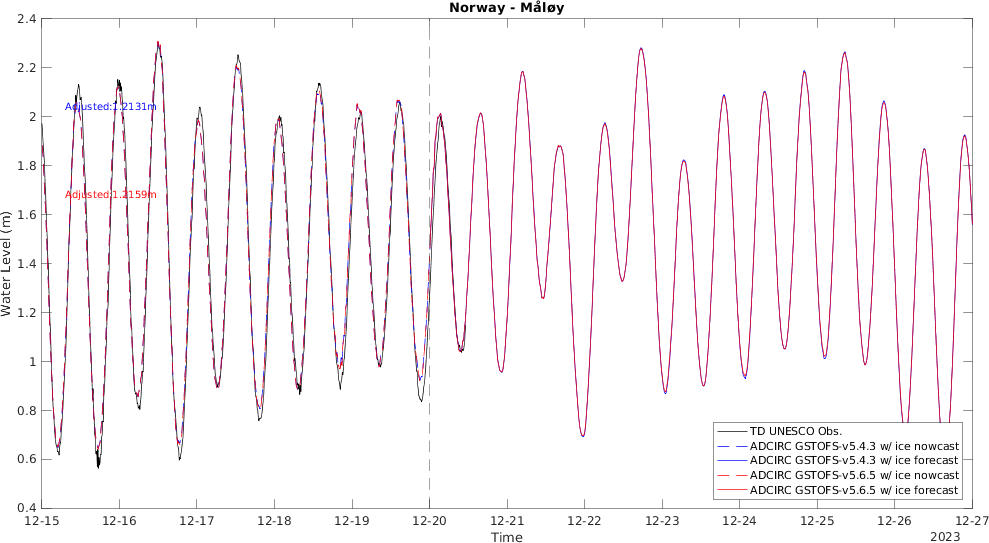 Norway - Måløy
2.4
2.2
2
1.8
1.6
1.4
1.2
1
0.8
0.6
0.4
Water Level (m)
Adjusted:1.2131m
Adjusted:1.2159m
TD UNESCO Obs.
ADCIRC GSTOFS-v5.4.3 w/ ice nowcast
ADCIRC GSTOFS-v5.4.3 w/ ice forecast
ADCIRC GSTOFS-v5.6.5 w/ ice nowcast
ADCIRC GSTOFS-v5.6.5 w/ ice forecast
12-15 12-16 12-17 12-18 12-19 12-20 12-21 12-22 12-23 12-24 12-25 12-26 12-27
Time
2023